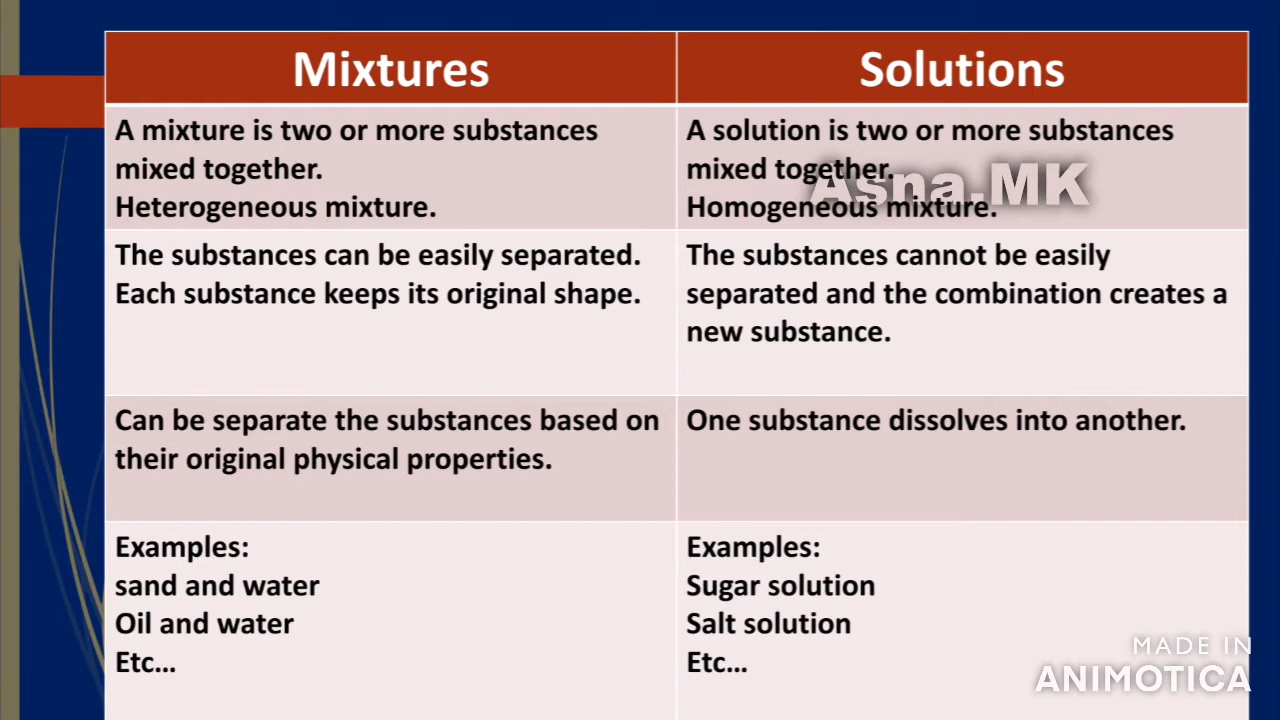 Mixtures
Solutions
A mixture is two or more substances
mixed together.
Heterogeneous mixture.
A solution is two or more substances
mixed together.
Homogeneous mixture.
Asna.MK
The substances can be easily separated.
Each substance keeps its original shape.
The substances cannot be easily
separated and the combination creates a
new substance.
Can be separate the substances based on
their original physical properties.
One substance dissolves into another.
Examples:
sand and water
Oil and water
Etc...
Examples:
Sugar solution
Salt solution
Etc...
MADE IN
ANIMOTICA